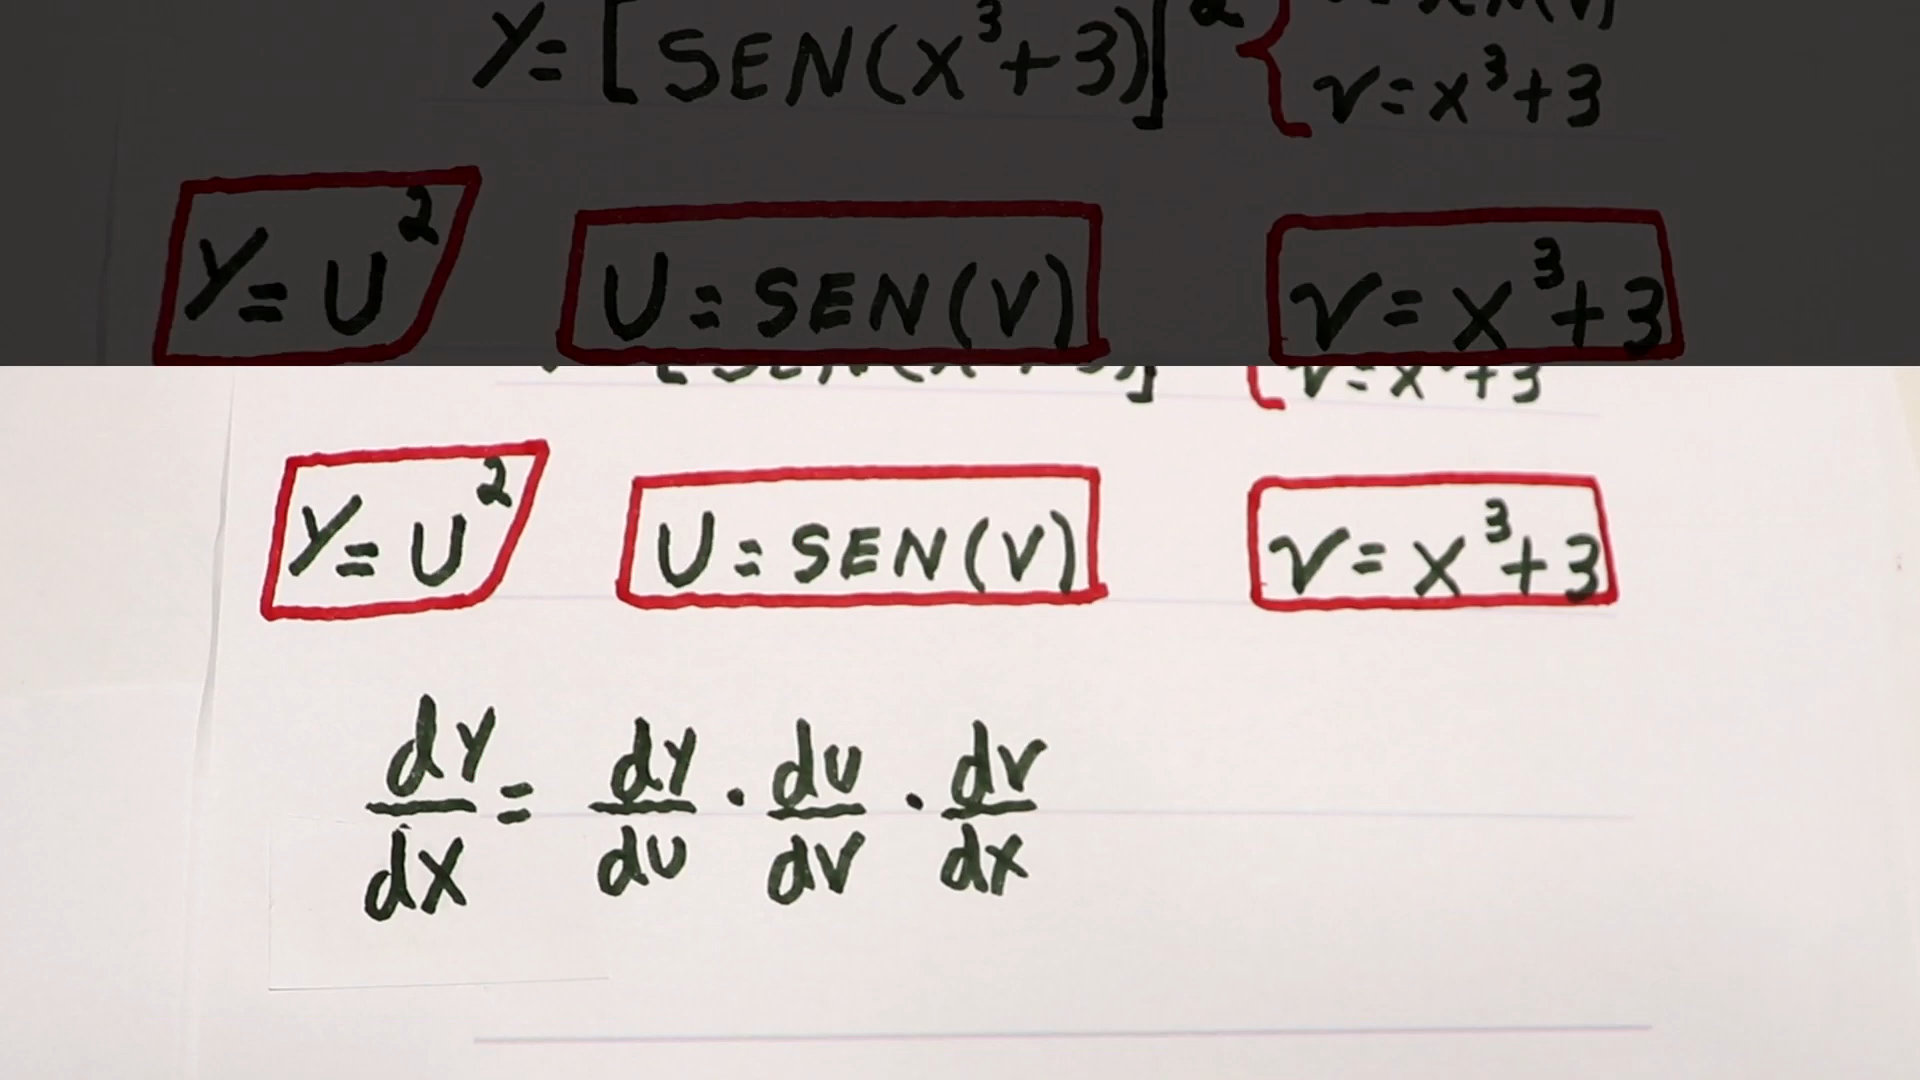 Y= [SEN(X³+3)]²
V=X³+3
Y=U² U=SEN(V) V=X³+3
Y=U² U=SEN(V) V=X³+3
dY/dX = dY/dU · dU/dV · dV/dX